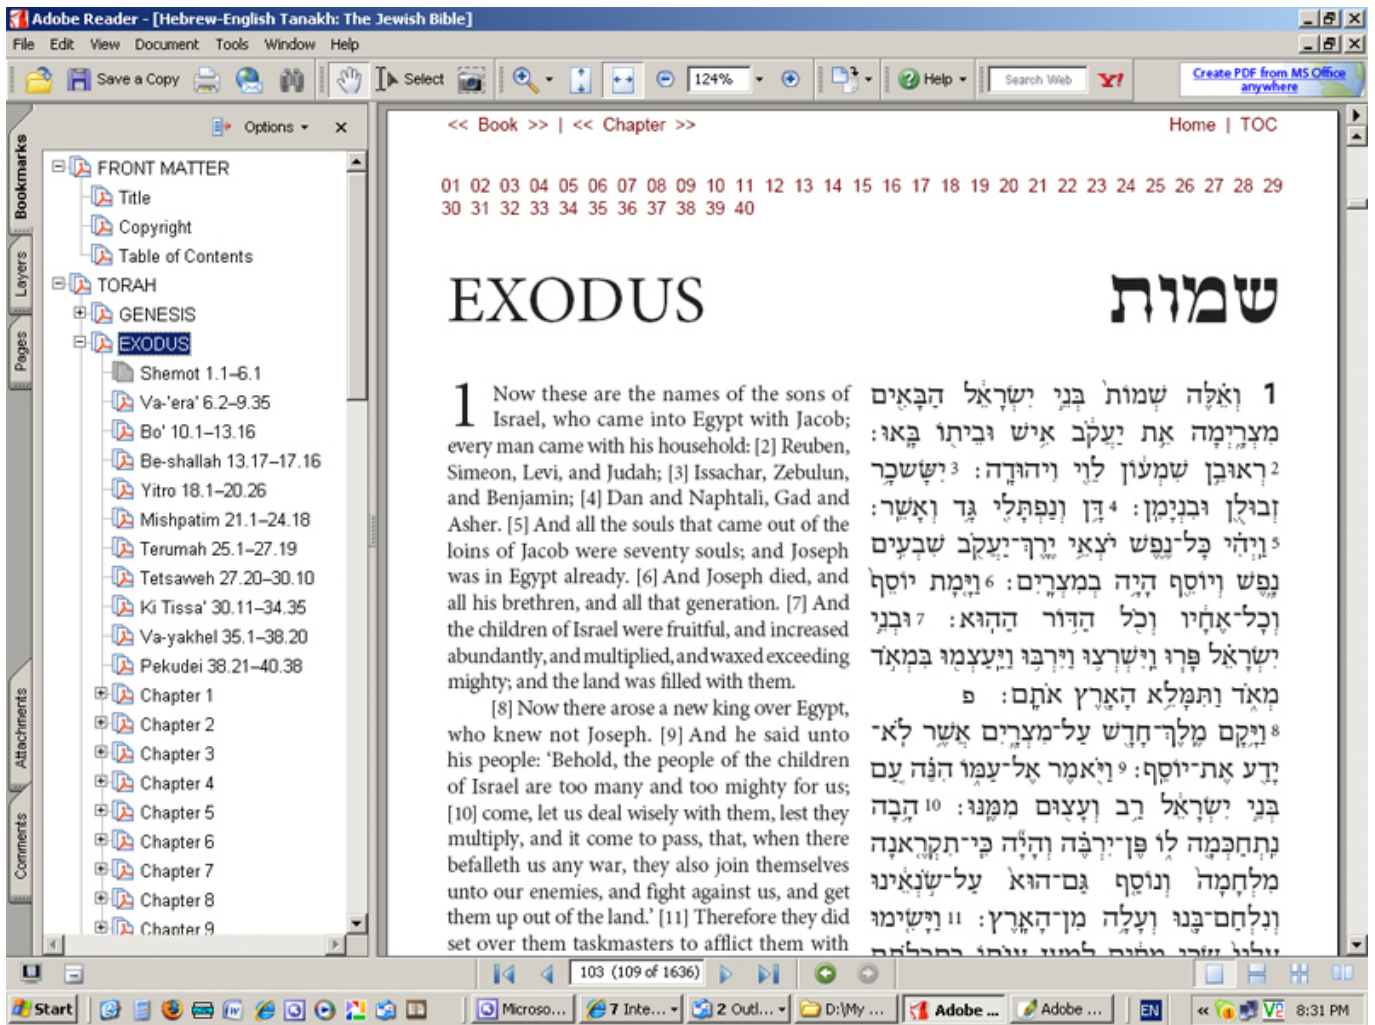 Adobe Reader - [Hebrew-English Tanakh: The Jewish Bible]
File Edit View Document Tools Window Help
Save a Copy Select 124% Help Search Web Y! Create PDF from MS Office
anywhere
Bookmarks
Layers
Pages
Attachments
Comments
Options
FRONT MATTER
Title
Copyright
Table of Contents
TORAH
GENESIS
EXODUS
Shemot 1.1–6.1
Va-'era' 6.2–9.35
Bo' 10.1–13.16
Be-shallah 13.17–17.16
Yitro 18.1–20.26
Mishpatim 21.1–24.18
Terumah 25.1–27.19
Tetsaweh 27.20–30.10
Ki Tissa' 30.11–34.35
Va-yakhel 35.1–38.20
Pekudei 38.21–40.38
Chapter 1
Chapter 2
Chapter 3
Chapter 4
Chapter 5
Chapter 6
Chapter 7
Chapter 8
Chapter 9
<< Book >> | << Chapter >> Home | TOC
01 02 03 04 05 06 07 08 09 10 11 12 13 14 15 16 17 18 19 20 21 22 23 24 25 26 27 28 29
30 31 32 33 34 35 36 37 38 39 40
EXODUS
שמות
1 Now these are the names of the sons of
Israel, who came into Egypt with Jacob;
every man came with his household: [2] Reuben,
Simeon, Levi, and Judah; [3] Issachar, Zebulun,
and Benjamin; [4] Dan and Naphtali, Gad and
Asher. [5] And all the souls that came out of the
loins of Jacob were seventy souls; and Joseph
was in Egypt already. [6] And Joseph died, and
all his brethren, and all that generation. [7] And
the children of Israel were fruitful, and increased
abundantly, and multiplied, and waxed exceeding
mighty; and the land was filled with them.
[8] Now there arose a new king over Egypt,
who knew not Joseph. [9] And he said unto
his people: ‘Behold, the people of the children
of Israel are too many and too mighty for us;
[10] come, let us deal wisely with them, lest they
multiply, and it come to pass, that, when there
befalleth us any war, they also join themselves
unto our enemies, and fight against us, and get
them up out of the land.’ [11] Therefore they did
set over them taskmasters to afflict them with
1 וְאֵ֗לֶּה שְׁמוֹת֙ בְּנֵ֣י יִשְׂרָאֵ֔ל הַבָּאִ֖ים
מִצְרָ֑יְמָה אֵ֣ת יַעֲקֹ֔ב אִ֥ישׁ וּבֵית֖וֹ בָּֽאוּ׃
2 רְאוּבֵ֣ן שִׁמְע֔וֹן לֵוִ֖י וִיהוּדָֽה׃ 3 יִשָּׂשכָ֥ר
זְבוּלֻ֖ן וּבִנְיָמִֽן׃ 4 דָּ֥ן וְנַפְתָּלִ֖י גָּ֥ד וְאָשֵֽׁר׃
5 וַֽיְהִ֗י כָּל־נֶ֛פֶשׁ יֹצְאֵ֥י יֶֽרֶךְ־יַעֲקֹ֖ב שִׁבְעִ֣ים
נָ֑פֶשׁ וְיוֹסֵ֖ף הָיָ֥ה בְמִצְרָֽיִם׃ 6 וַיָּ֤מָת יוֹסֵף֙
וְכָל־אֶחָ֔יו וְכֹ֖ל הַדּ֥וֹר הַהֽוּא׃ 7 וּבְנֵ֣י
יִשְׂרָאֵ֗ל פָּר֧וּ וַֽיִּשְׁרְצ֛וּ וַיִּרְבּ֥וּ וַיַּֽעַצְמ֖וּ בִּמְאֹ֣ד
מְאֹ֑ד וַתִּמָּלֵ֥א הָאָ֖רֶץ אֹתָֽם׃ פ
8 וַיָּ֥קׇם מֶֽלֶךְ־חָדָ֖שׁ עַל־מִצְרָ֑יִם אֲשֶׁ֥ר לֹֽא־
יָדַ֖ע אֶת־יוֹסֵֽף׃ 9 וַיֹּ֖אמֶר אֶל־עַמּ֑וֹ הִנֵּ֗ה עַ֚ם
בְּנֵ֣י יִשְׂרָאֵ֔ל רַ֥ב וְעָצ֖וּם מִמֶּֽנּוּ׃ 10 הָ֥בָה
נִֽתְחַכְּמָ֖ה ל֑וֹ פֶּן־יִרְבֶּ֗ה וְהָיָ֞ה כִּֽי־תִקְרֶ֤אנָה
מִלְחָמָה֙ וְנוֹסַ֤ף גַּם־הוּא֙ עַל־שֹׂ֣נְאֵ֔ינוּ
וְנִלְחַם־בָּ֖נוּ וְעָלָ֥ה מִן־הָאָֽרֶץ׃ 11 וַיָּשִׂ֤ימוּ
103 (109 of 1636)
Start Microso... 7 Inte... 2 Outl... D:\My ... Adobe ... Adobe ... EN 8:31 PM